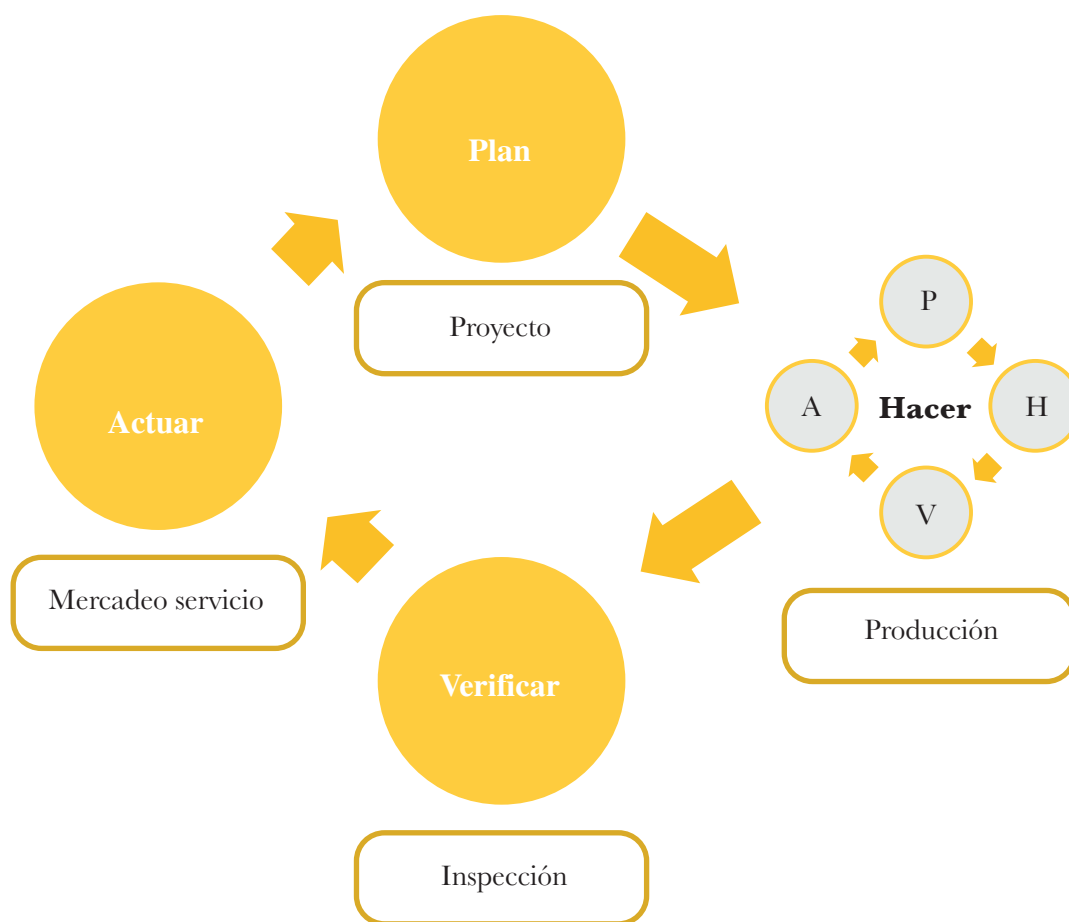 Plan
Proyecto
P
A
Hacer
H
V
Actuar
Mercadeo servicio
Producción
Verificar
Inspección